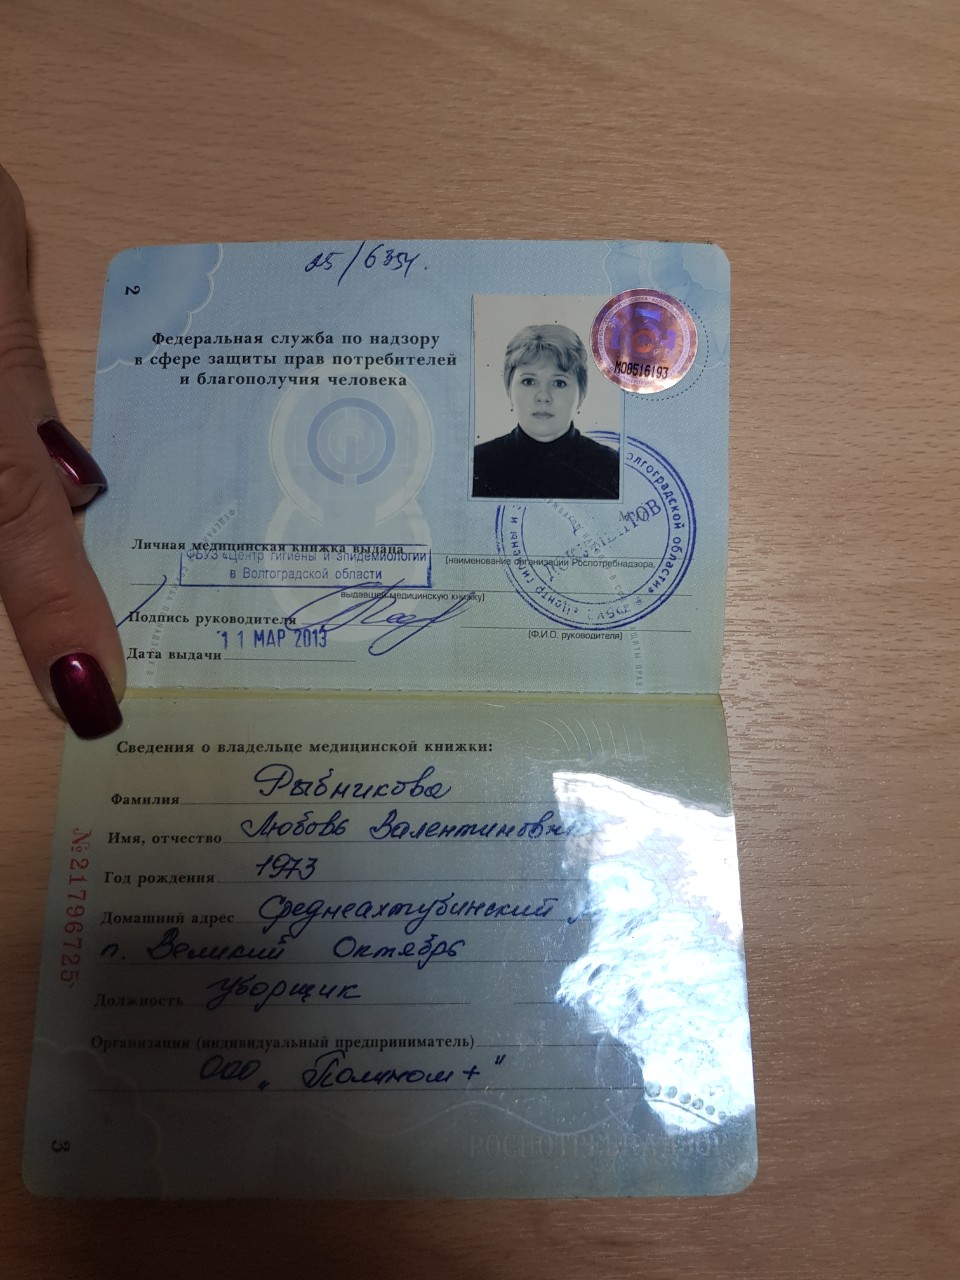 25/6354.
2
Федеральная служба по надзору
в сфере защиты прав потребителей
и благополучия человека
М00516193
Личная медицинская книжка выдана
(наименование организации Роспотребнадзора,
ФБУЗ «Центр гигиены и эпидемиологии
в Волгоградской области
выдавшей медицинскую книжку)
Подпись руководителя
(Ф.И.О. руководителя)
11 МАР 2013
Дата выдачи
Сведения о владельце медицинской книжки:
Фамилия Рыбникова
Имя, отчество Любовь Валентиновна
Год рождения 1973
Домашний адрес Среднеахтубинский
п. Великий Октябрь
Должность уборщик
Организация (индивидуальный предприниматель)
ООО "Полином+"
№21796725
3
РОСПОТРЕБНАДЗОР